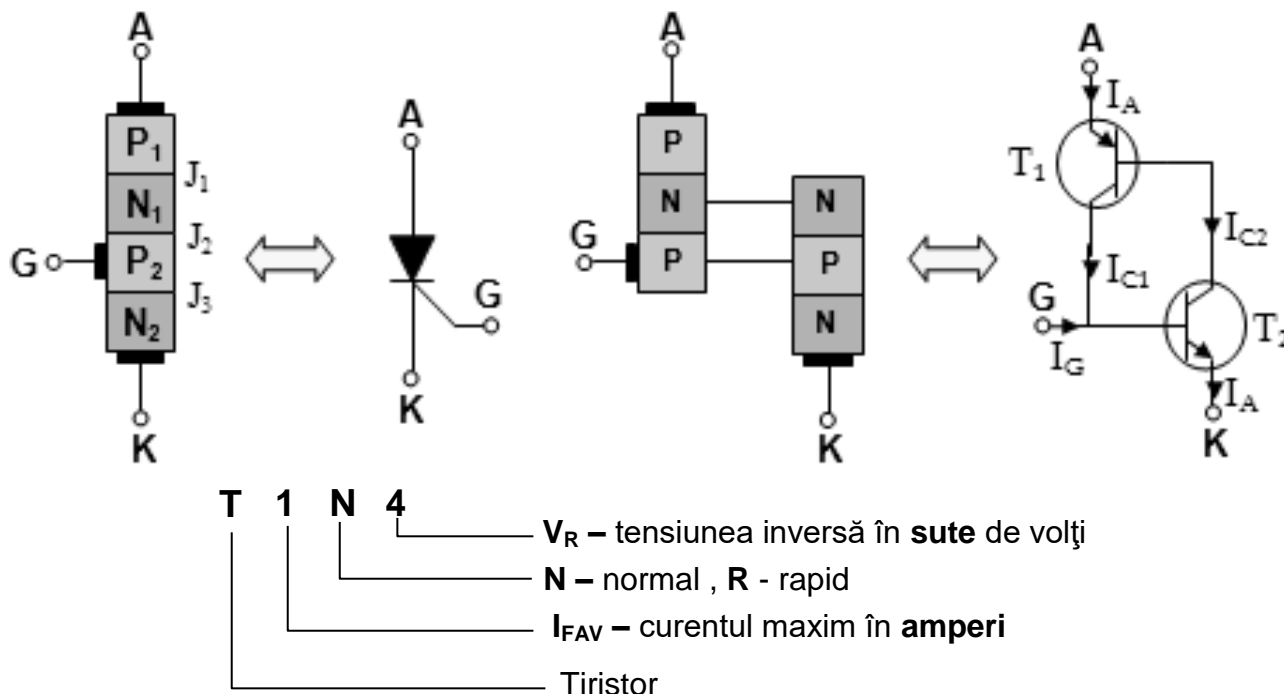 A
P1
J1
N1
J2
G
P2
J3
N2
K
A
G
K
A
P
N
N
G
P
P
N
K
A
IA
T1
IC2
IC1
G
IG
T2
IA
K
T 1 N 4
VR – tensiunea inversă în sute de volţi
N – normal , R - rapid
IFAV – curentul maxim în amperi
Tiristor